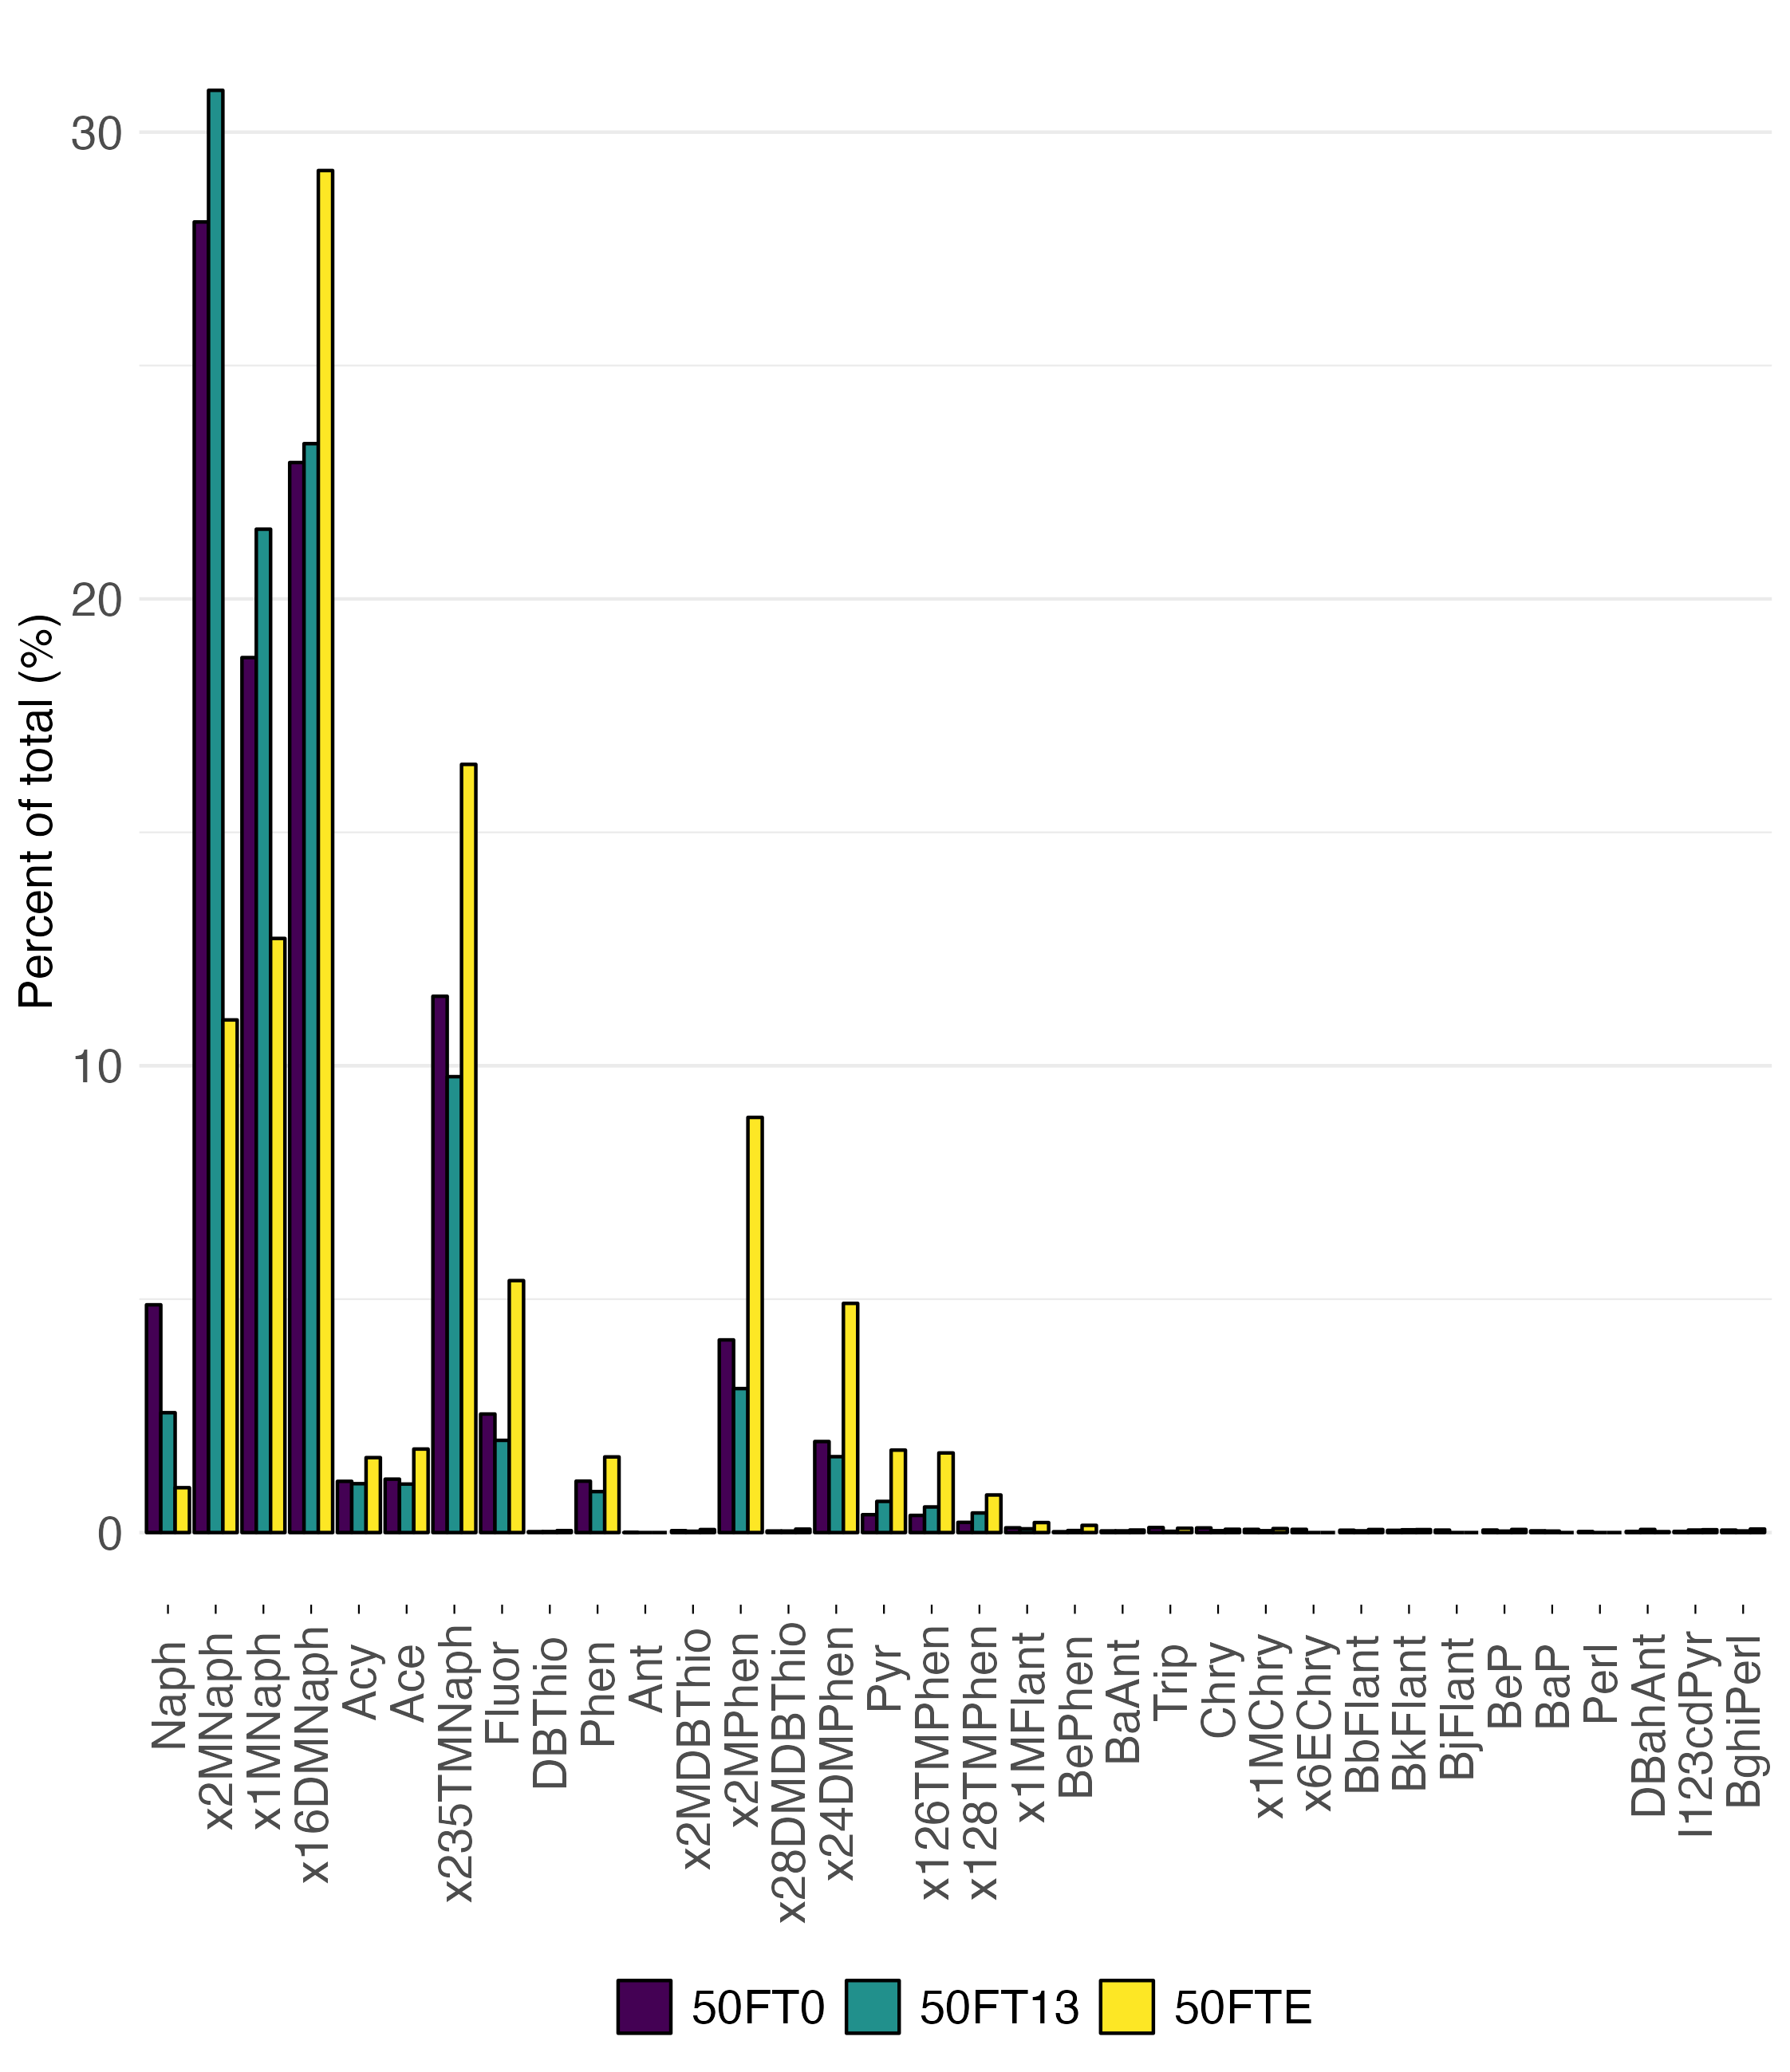 Percent of total (%)
30
20
10
0
Naph
x2MNaph
x1MNaph
x16DMNaph
Acy
Ace
x235TMNaph
Fluor
DBThio
Phen
Ant
x2MDBThio
x2MPhen
x28DMDBThio
x24DMPhen
Pyr
x126TMPhen
x128TMPhen
x1MFlant
BePhen
BaAnt
Trip
Chry
x1MChry
x6EChry
BbFlant
BkFlant
BjFlant
BeP
BaP
Perl
DBahAnt
I123cdPyr
BghiPerl
50FT0 50FT13 50FTE